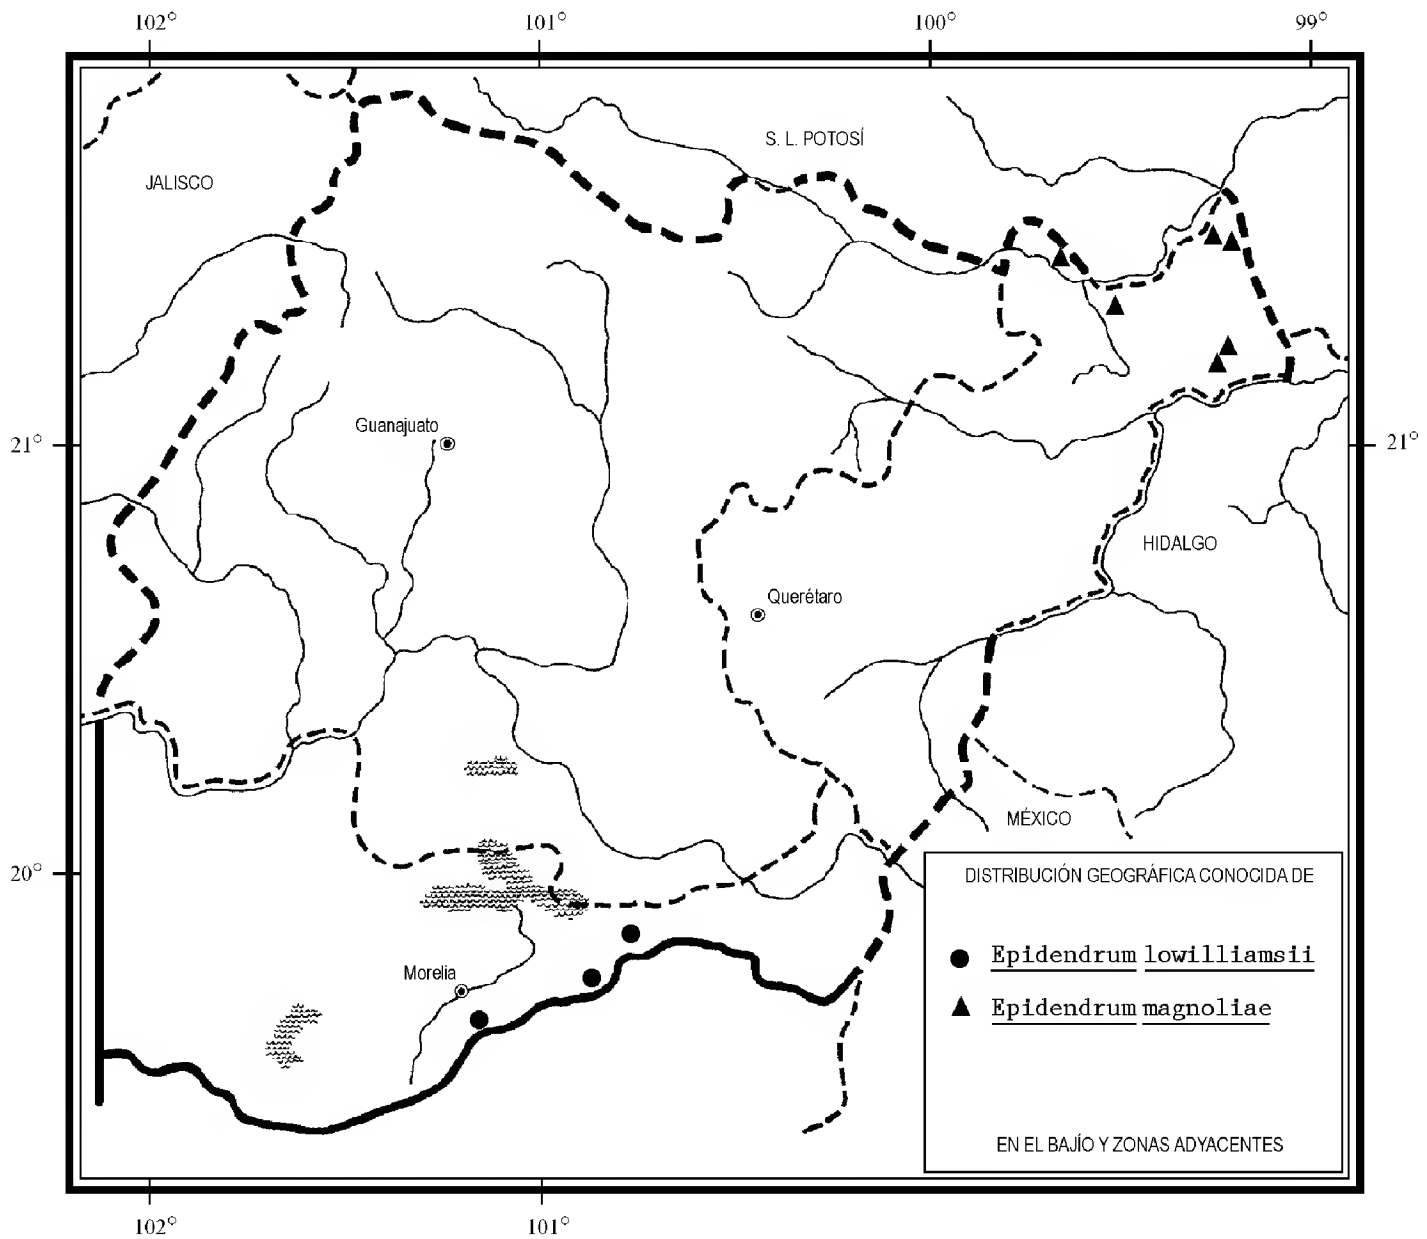 102° 101° 100° 99°
S. L. POTOSÍ
JALISCO
Guanajuato
21° 21°
HIDALGO
Querétaro
MÉXICO
20°
DISTRIBUCIÓN GEOGRÁFICA CONOCIDA DE
Epidendrum lowilliamsii
Morelia
Epidendrum magnoliae
EN EL BAJÍO Y ZONAS ADYACENTES
102° 101°